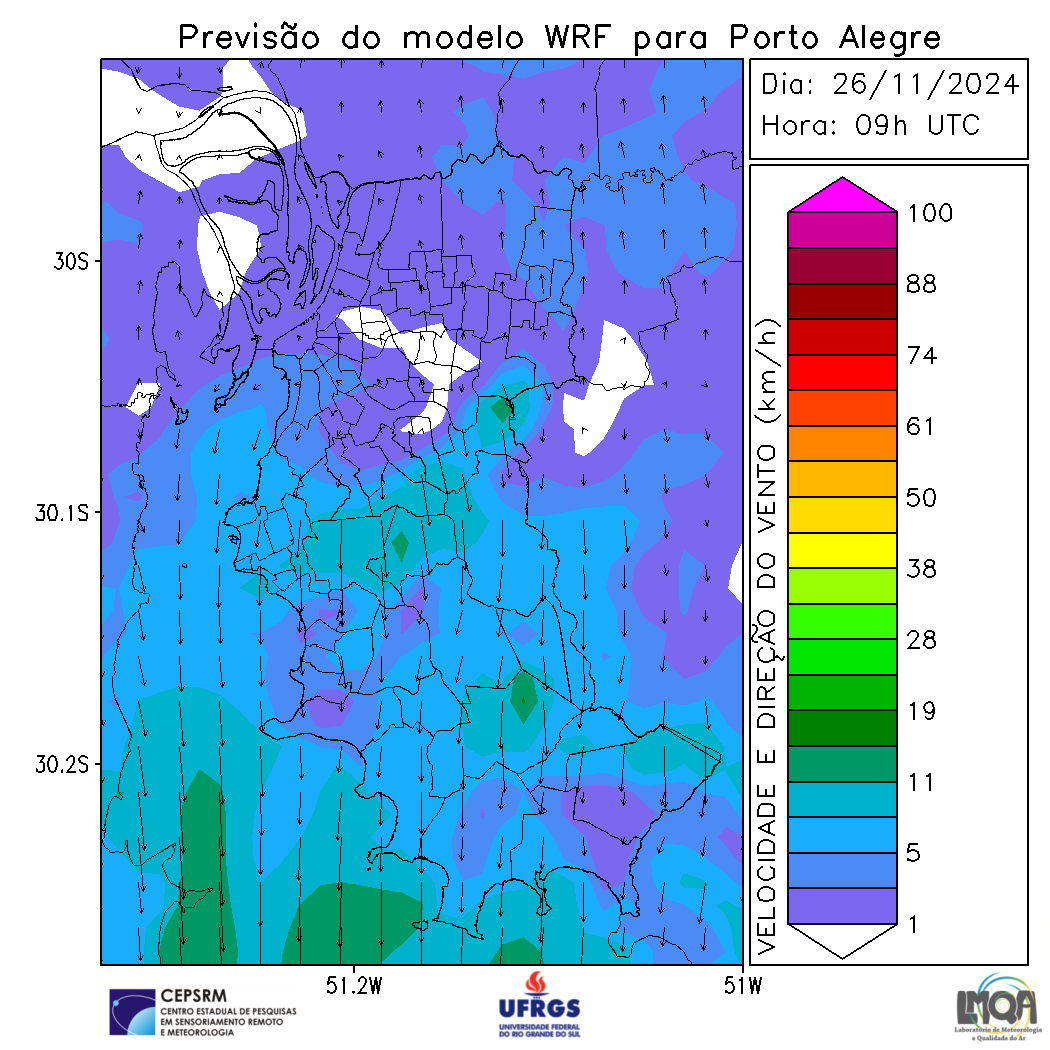 Previsão do modelo WRF para Porto Alegre
Dia: 26/11/2024
Hora: 09h UTC
30S
30.1S
30.2S
51.2W
51W
VELOCIDADE E DIREÇÃO DO VENTO (km/h)
100
88
74
61
50
38
28
19
11
5
1
CEPSRM
CENTRO ESTADUAL DE PESQUISAS
EM SENSORIAMENTO REMOTO
E METEOROLOGIA
UFRGS
UNIVERSIDADE FEDERAL
DO RIO GRANDE DO SUL
LMQA
Laboratório de Meteorologia
e Qualidade do Ar